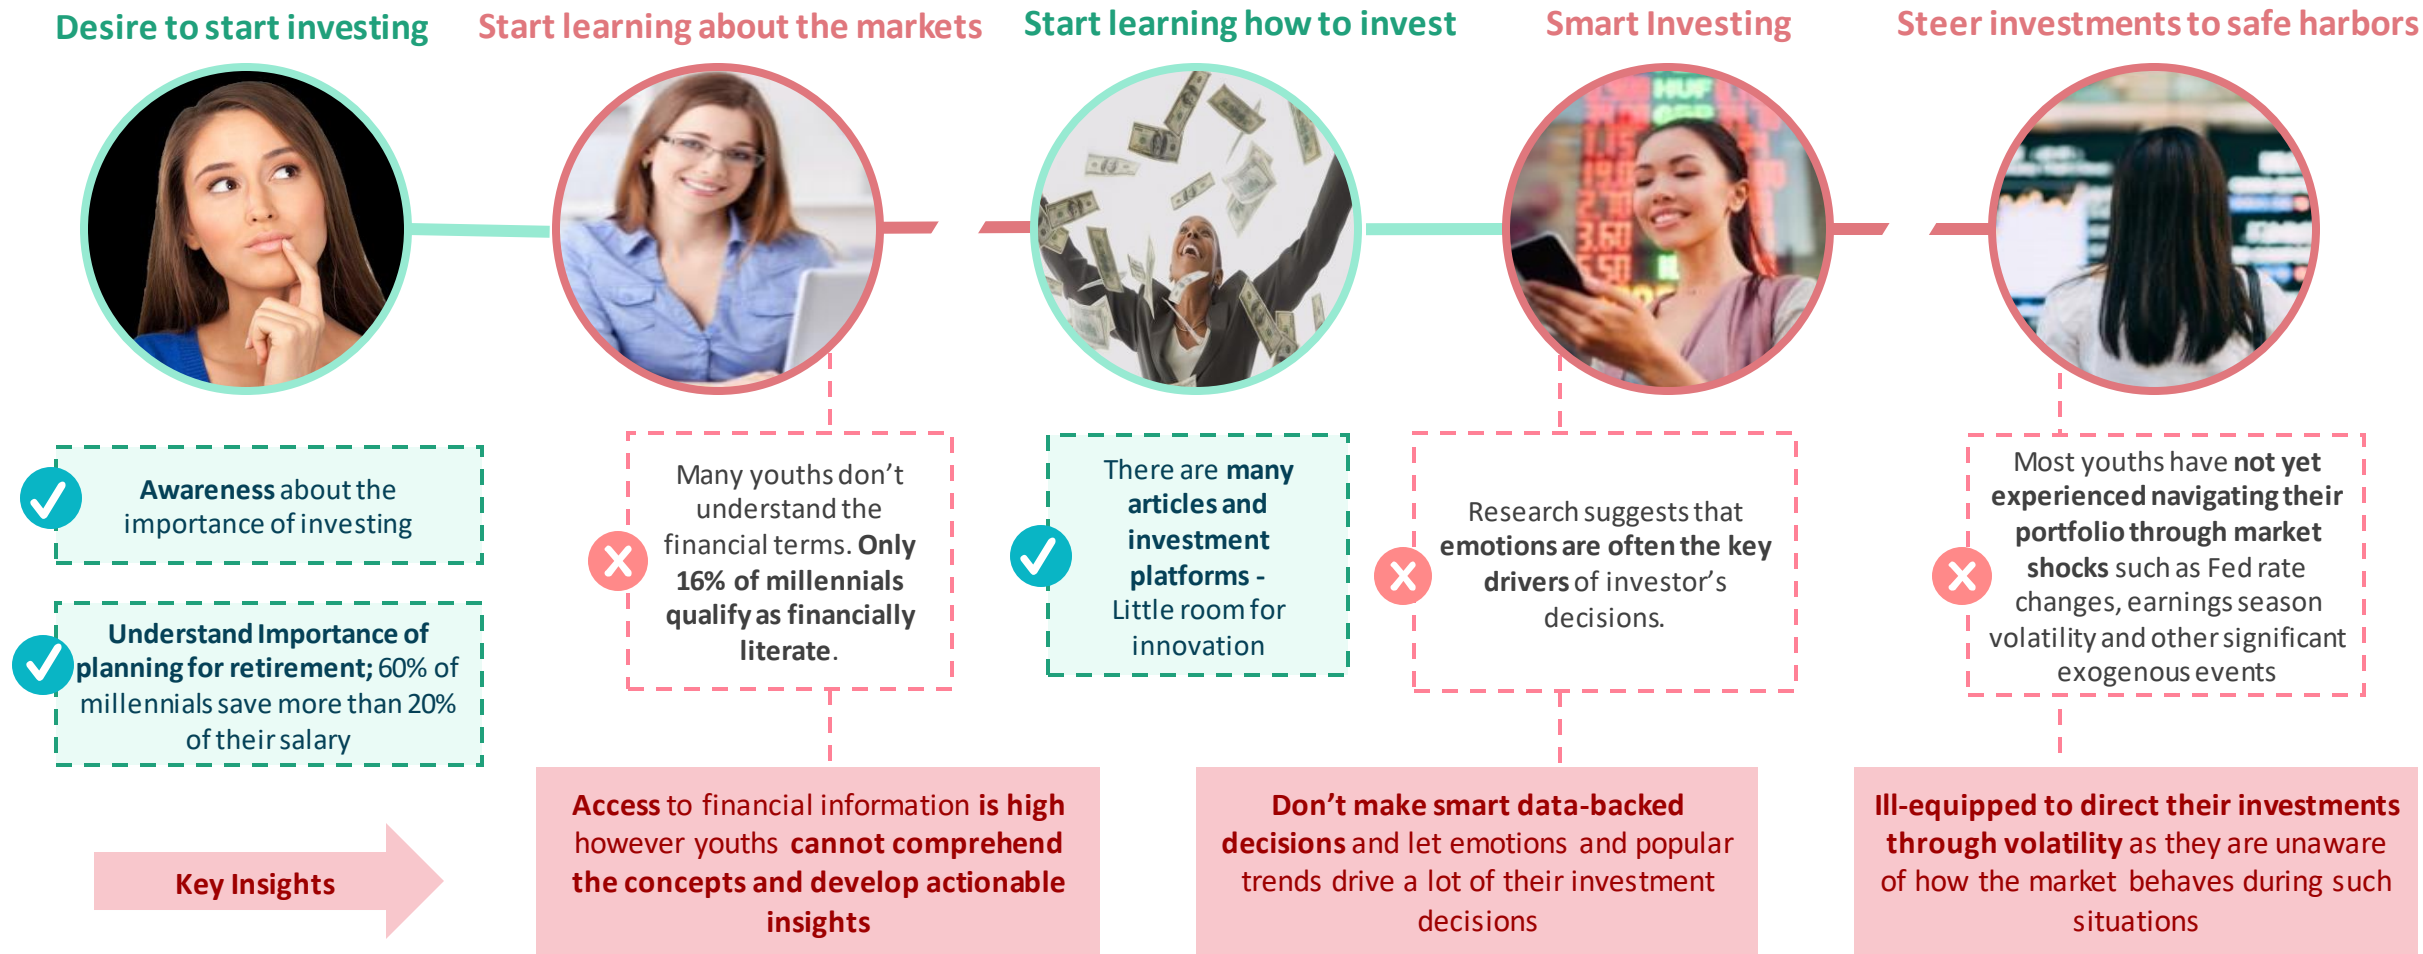 Desire to start investing
Start learning about the markets
Start learning how to invest
Smart Investing
Steer investments to safe harbors
HUF
3.60
Awareness about the
importance of investing
Understand Importance of
planning for retirement; 60% of
millennials save more than 20%
of their salary
Many youths don't
understand the
financial terms. Only
16% of millennials
qualify as financially
literate.
There are many
articles and
investment
platforms -
Little room for
innovation
Research suggests that
emotions are often the key
drivers of investor's
decisions.
Most youths have not yet
experienced navigating their
portfolio through market
shocks such as Fed rate
changes, earnings season
volatility and other significant
exogenous events
Key Insights
Access to financial information is high
however youths cannot comprehend
the concepts and develop actionable
insights
Don't make smart data-backed
decisions and let emotions and popular
trends drive a lot of their investment
decisions
Ill-equipped to direct their investments
through volatility as they are unaware
of how the market behaves during such
situations